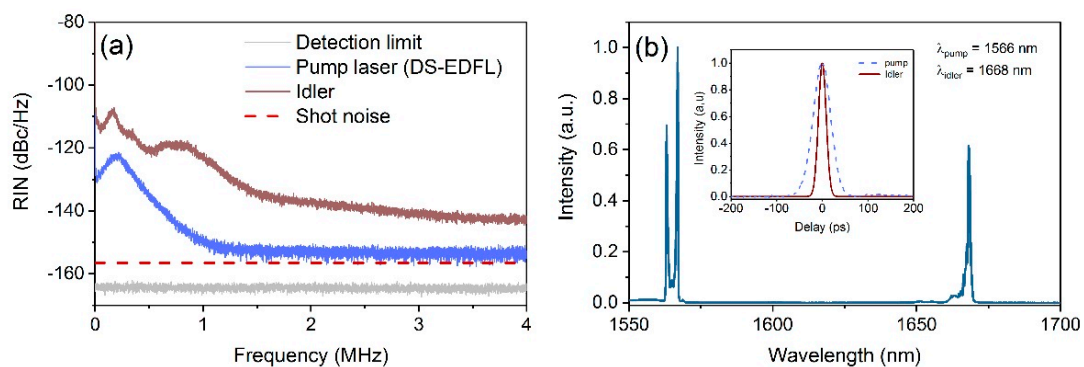 (a)
RIN (dBc/Hz)
-80
-100
-120
-140
-160
Detection limit
Pump laser (DS-EDFL)
Idler
Shot noise
0
1
2
3
4
Frequency (MHz)
(b)
Intensity (a.u.)
1.0
0.8
0.6
0.4
0.2
0.0
λpump = 1566 nm
λidler = 1668 nm
Intensity (a.u)
1.0
0.8
0.6
0.4
0.2
0.0
pump
Idler
-200
-100
0
100
200
Delay (ps)
1550
1600
1650
1700
Wavelength (nm)